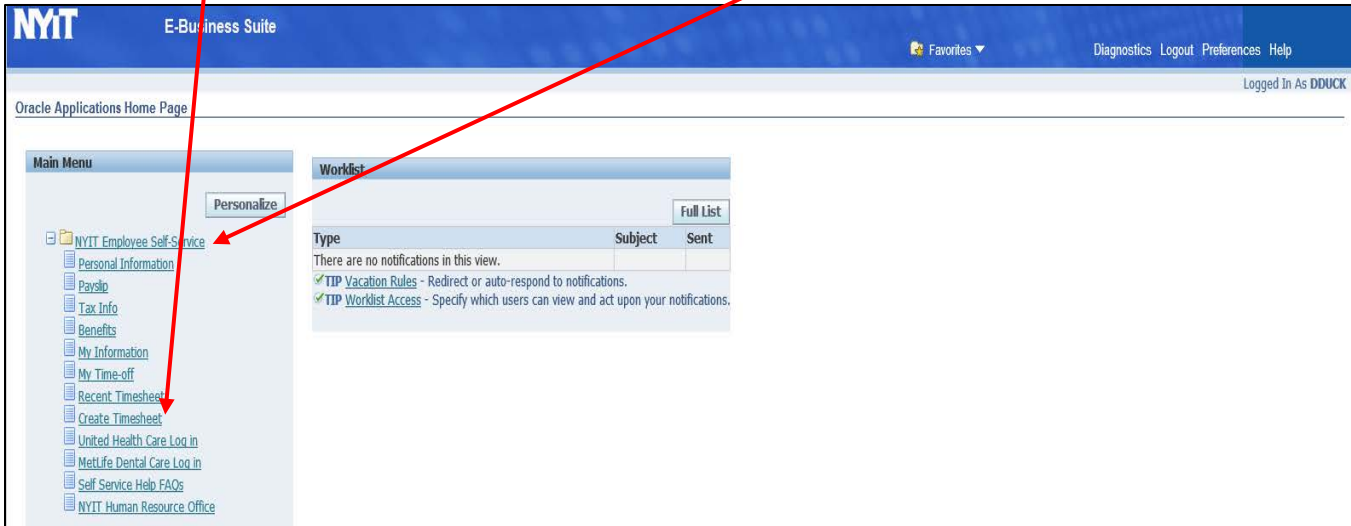 NYiT E-Business Suite
Favorites
Diagnostics Logout Preferences Help
Logged In As DDUCK
Oracle Applications Home Page
Main Menu
Personalize
NYIT Employee Self-Service
Personal Information
Payslip
Tax Info
Benefits
My Information
My Time-off
Recent Timesheet
Create Timesheet
United Health Care Log in
MetLife Dental Care Log in
Self Service Help FAQs
NYIT Human Resource Office
Worklist
Full List
Type Subject Sent
There are no notifications in this view.
TIP Vacation Rules - Redirect or auto-respond to notifications.
TIP Worklist Access - Specify which users can view and act upon your notifications.